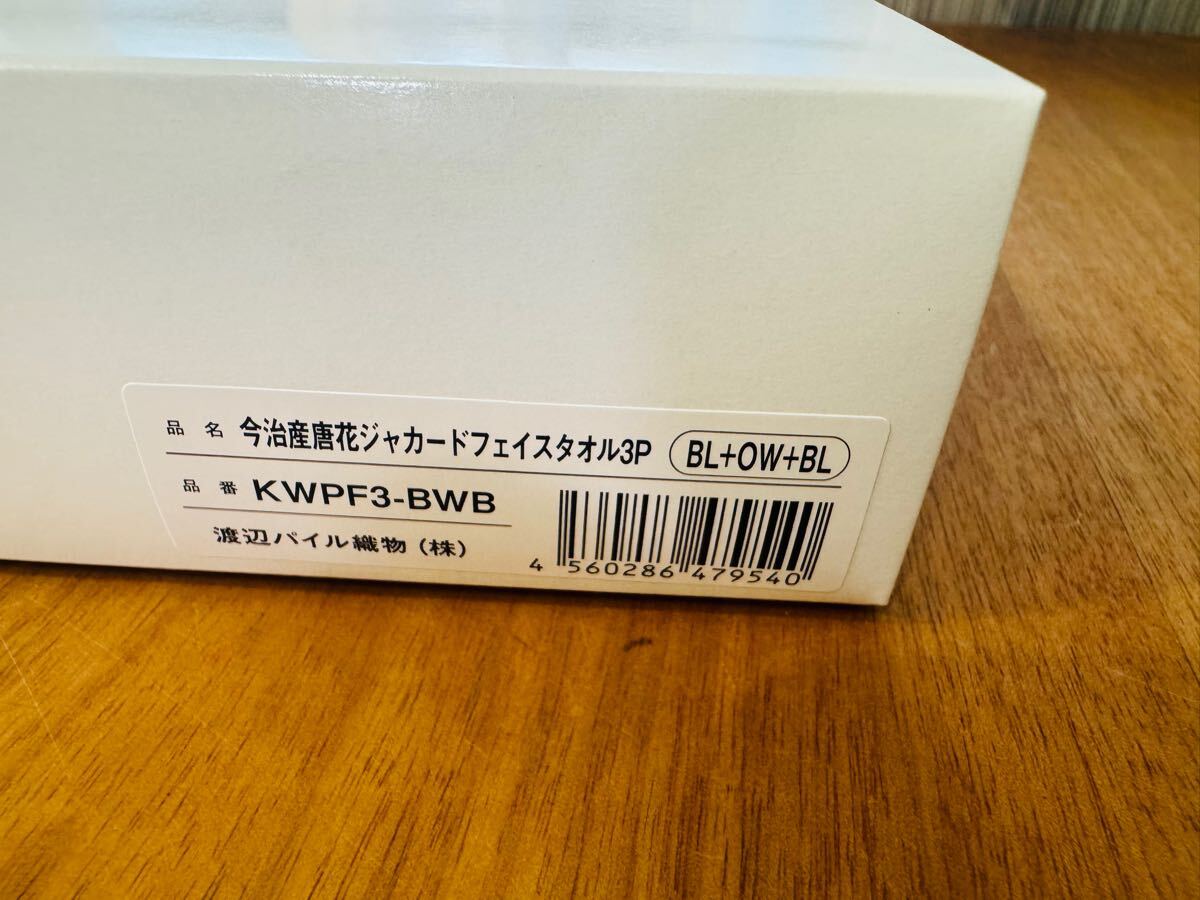 品名 今治産唐花ジャカードフェイスタオル3P BL+OW+BL
品番 KWPF3-BWB
渡辺パイル織物(株)
4 560286 479540